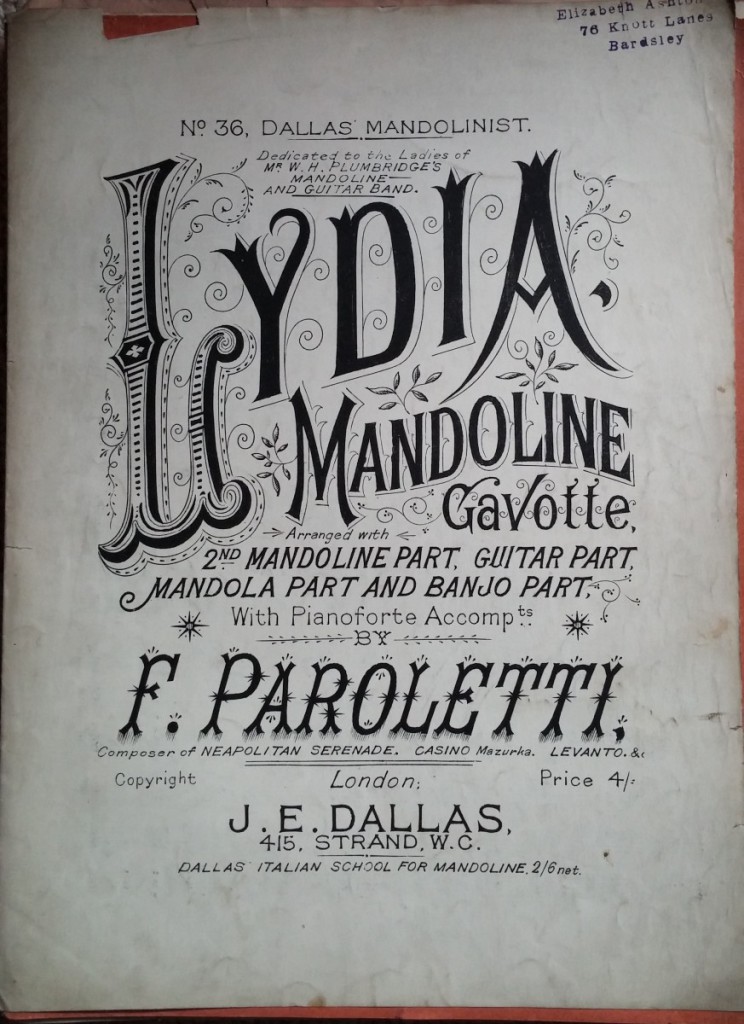 Elizabeth Ashton
76 Knott Lanes
Bardsley
No 36, DALLAS' MANDOLINIST.
Dedicated to the Ladies of
MR W. H. PLUMBRIDGE'S
MANDOLINE
AND GUITAR BAND.
LYDIA.
MANDOLINE
Gavotte,
Arranged with
2ND MANDOLINE PART, GUITAR PART,
MANDOLA PART AND BANJO PART,
With Pianoforte Accompts.
BY
F. PAROLETTI,
Composer of NEAPOLITAN SERENADE. CASINO Mazurka. LEVANTO. &c
Copyright London; Price 4/-
J. E. DALLAS,
415, STRAND, W.C.
DALLAS' ITALIAN SCHOOL FOR MANDOLINE, 2/6 net.